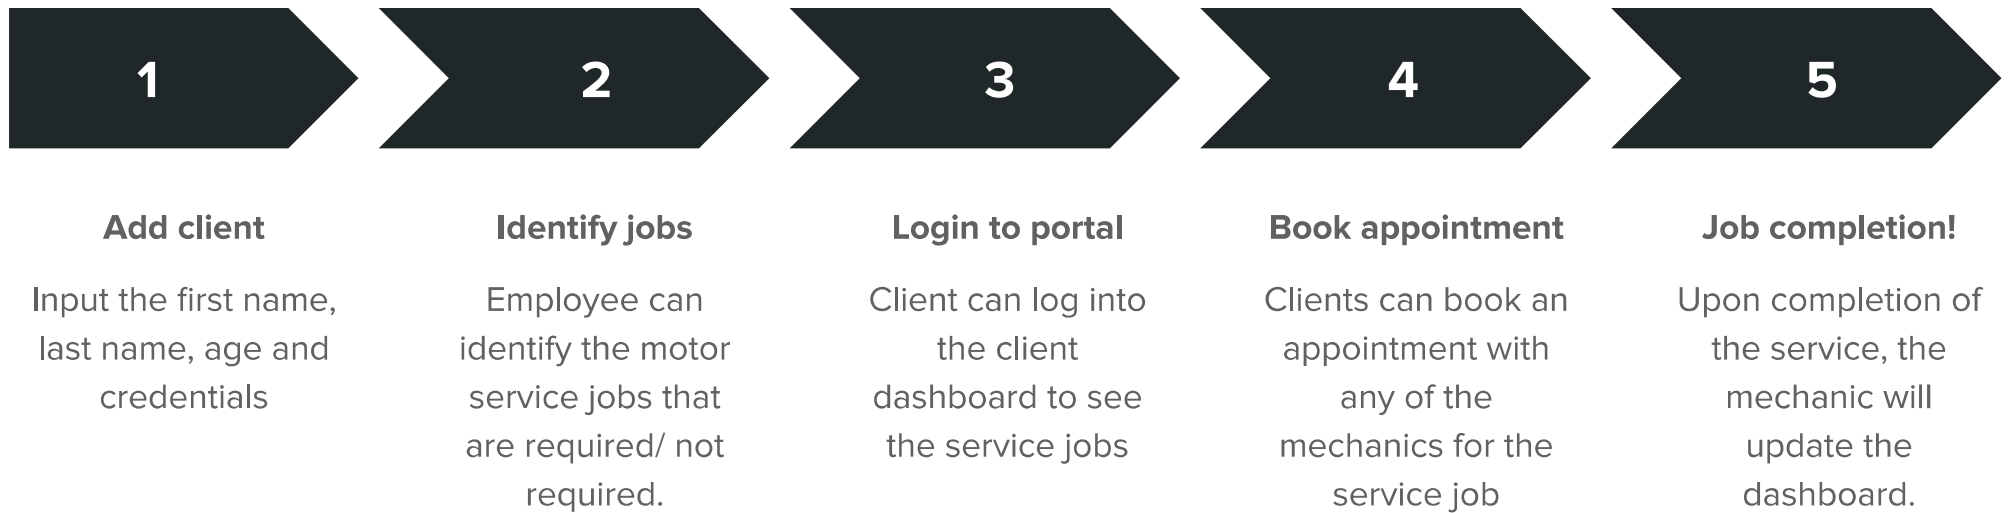 1
Add client
Input the first name,
last name, age and
credentials
2
Identify jobs
Employee can
identify the motor
service jobs that
are required/ not
required.
3
Login to portal
Client can log into
the client
dashboard to see
the service jobs
4
Book appointment
Clients can book an
appointment with
any of the
mechanics for the
service job
5
Job completion!
Upon completion of
the service, the
mechanic will
update the
dashboard.